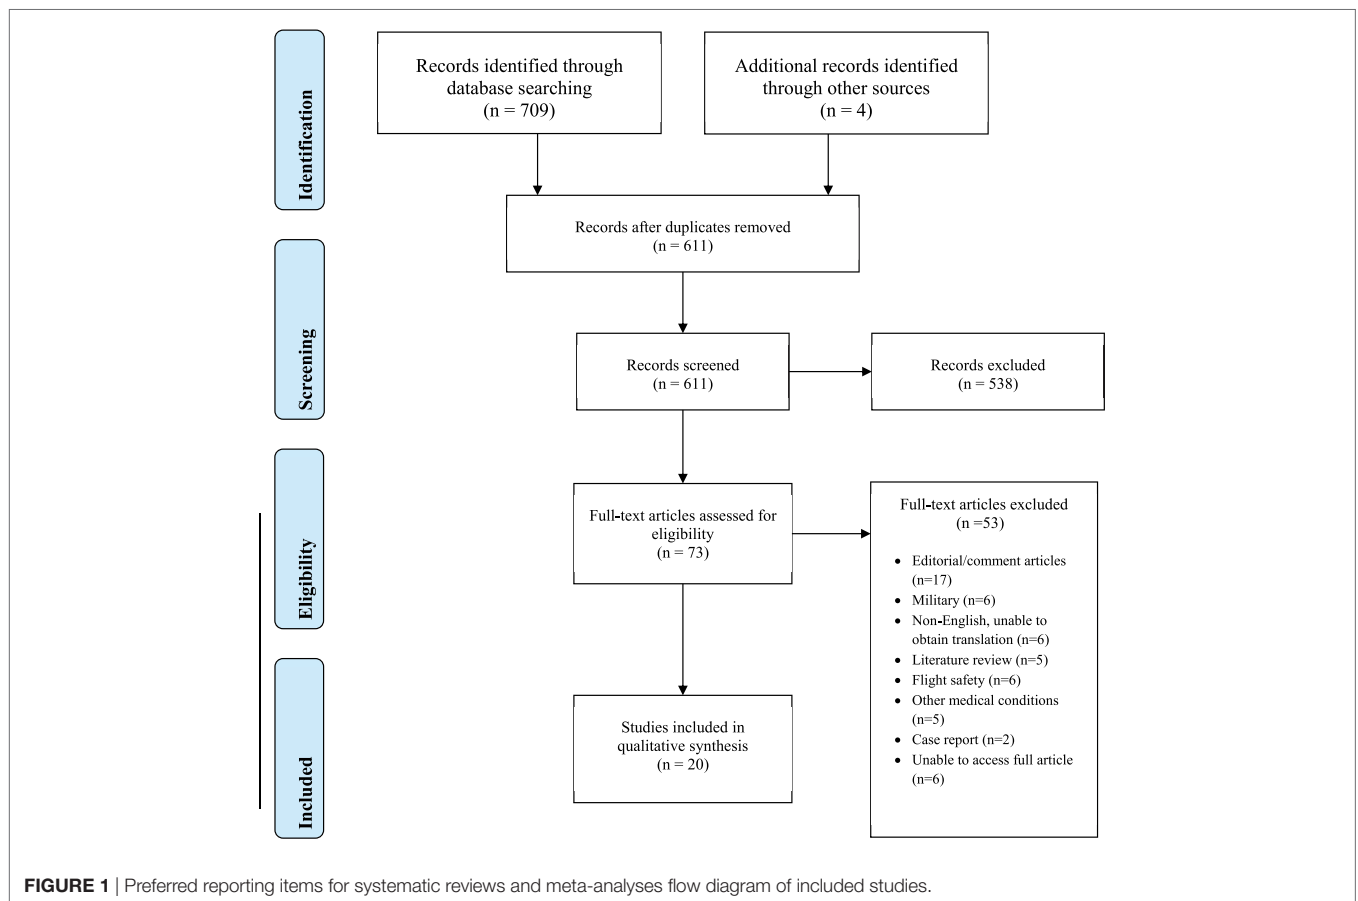 Identification
Records identified through
database searching
(n = 709)
Additional records identified
through other sources
(n = 4)
Records after duplicates removed
(n = 611)
Screening
Records screened
(n = 611)
Records excluded
(n = 538)
Eligibility
Full-text articles assessed for
eligibility
(n = 73)
Full-text articles excluded
(n =53)
• Editorial/comment articles
(n=17)
• Military (n=6)
• Non-English, unable to
obtain translation (n=6)
• Literature review (n=5)
• Flight safety (n=6)
• Other medical conditions
(n=5)
• Case report (n=2)
• Unable to access full article
(n=6)
Included
Studies included in
qualitative synthesis
(n = 20)
FIGURE 1 | Preferred reporting items for systematic reviews and meta-analyses flow diagram of included studies.